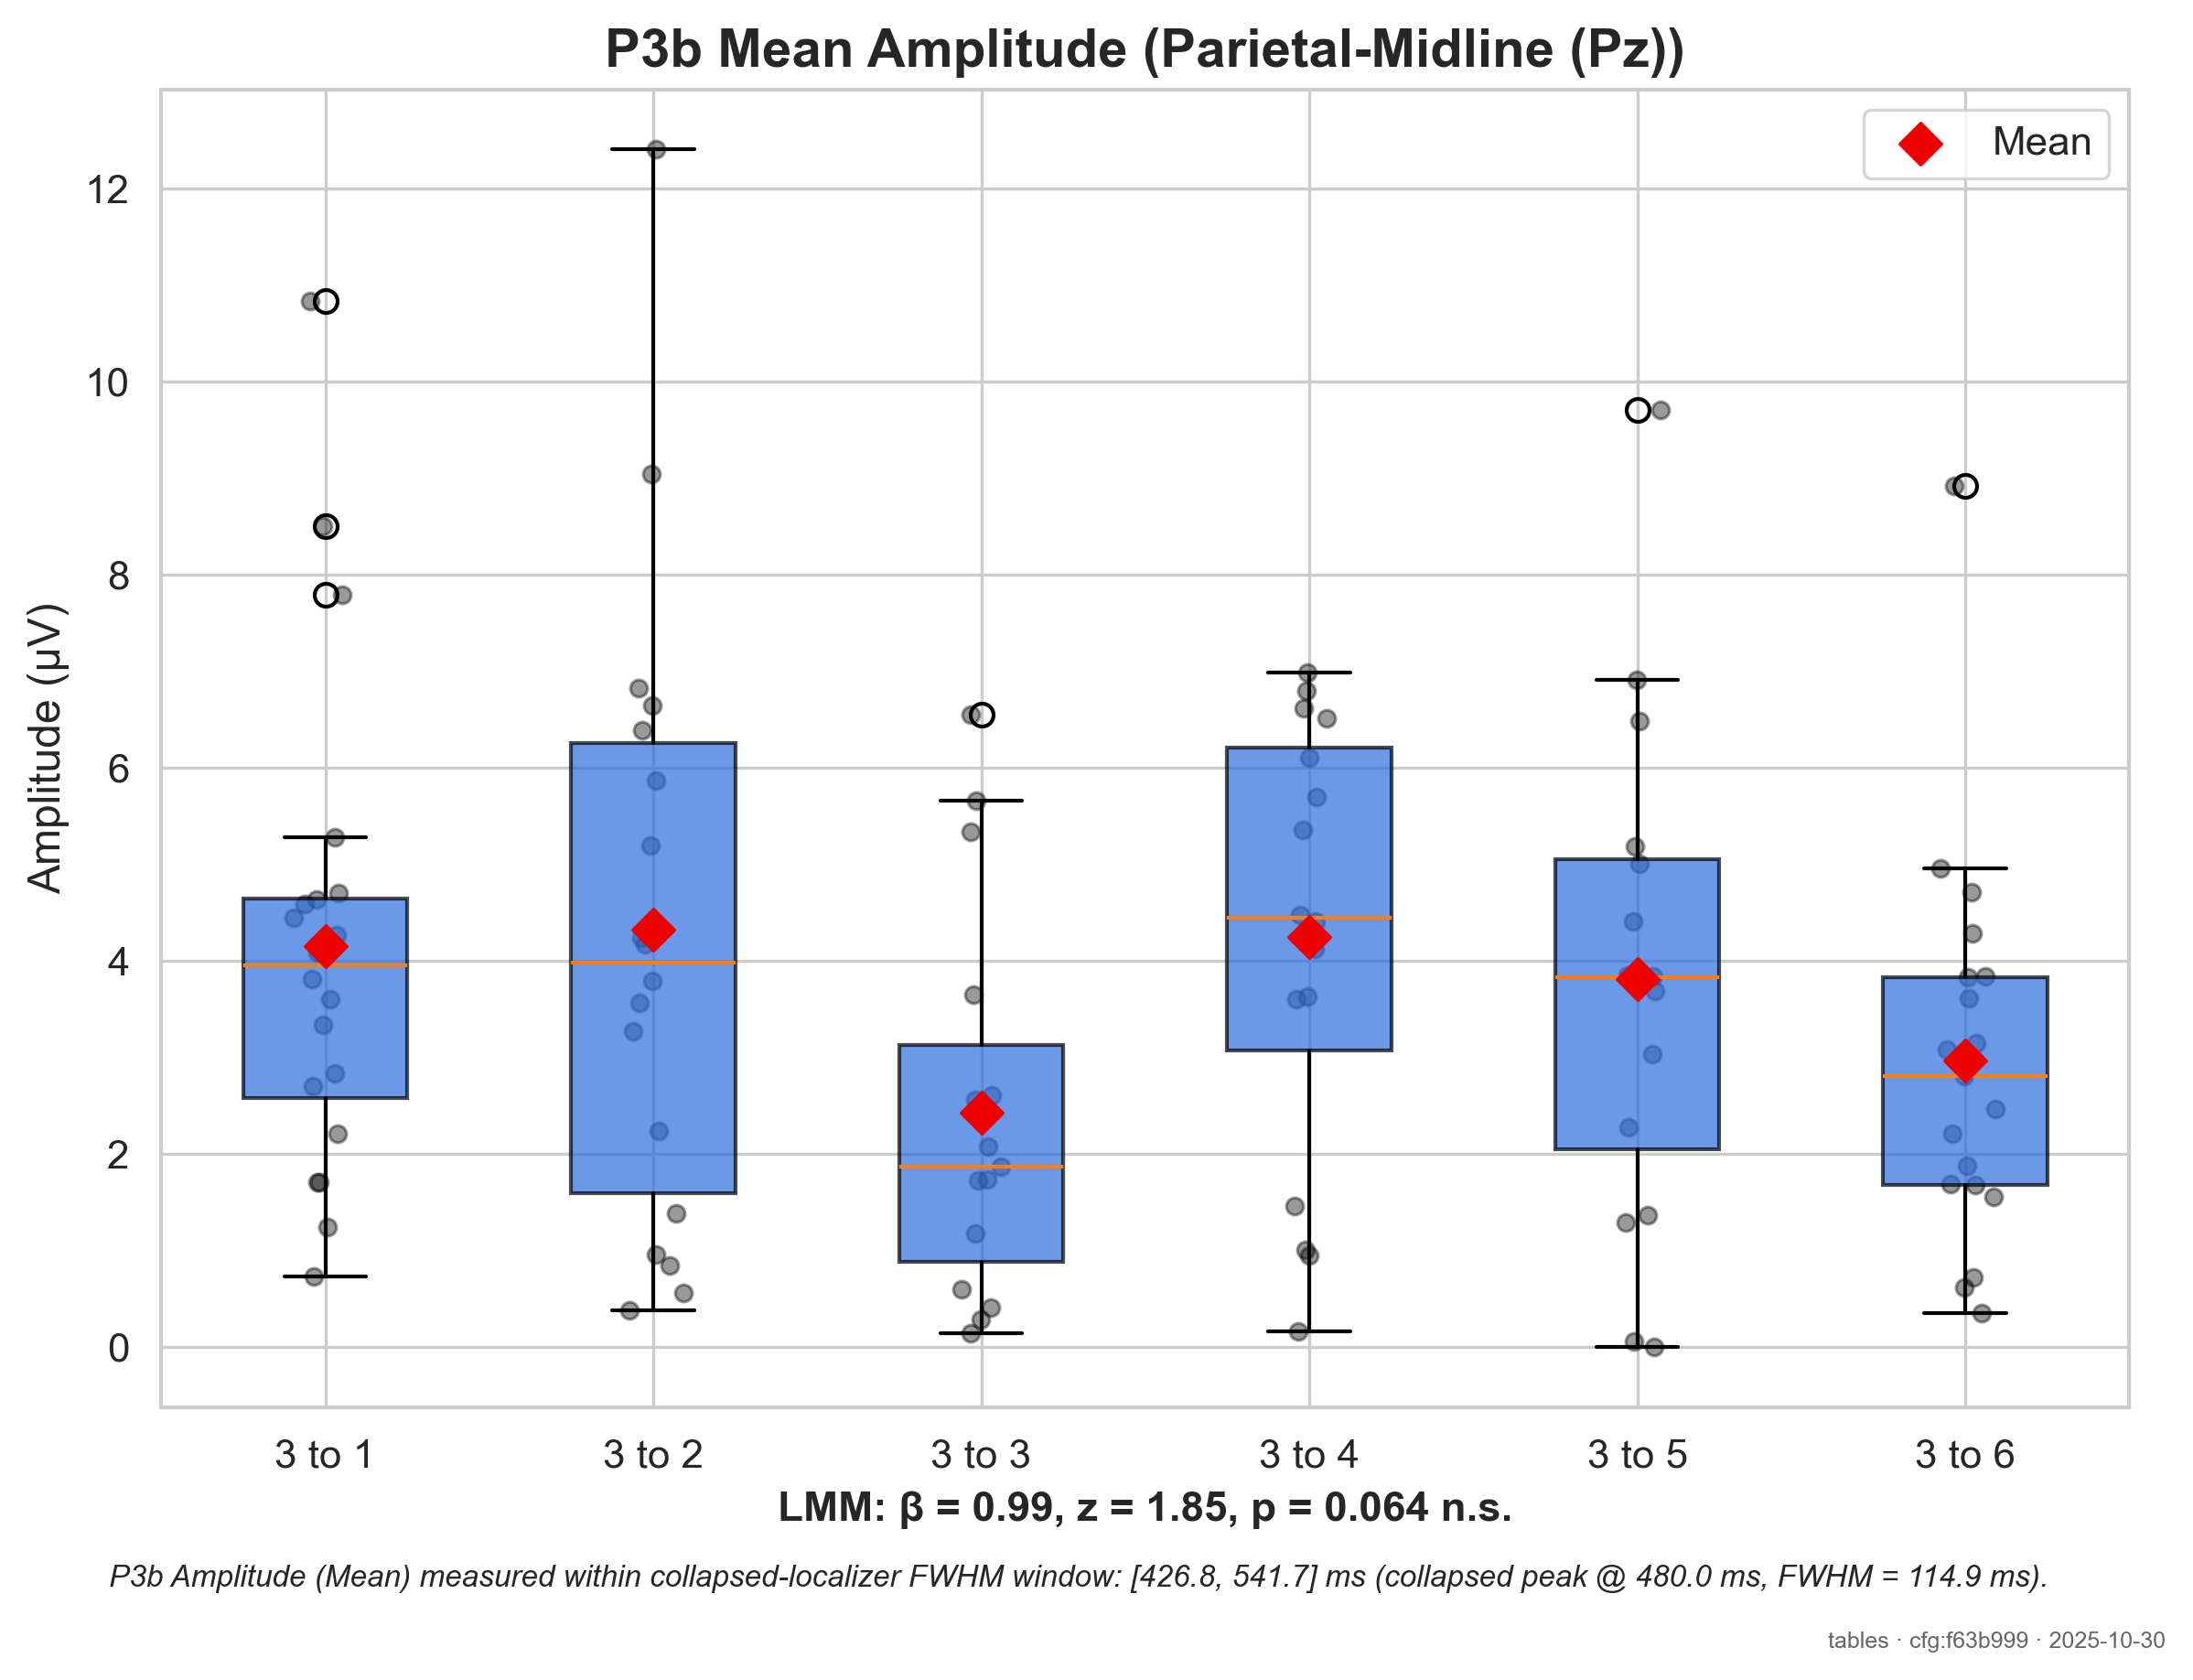 P3b Mean Amplitude (Parietal-Midline (Pz))
Mean
Amplitude (µV)
12
10
8
6
4
2
0
3 to 1 3 to 2 3 to 3 3 to 4 3 to 5 3 to 6
LMM: β = 0.99, z = 1.85, p = 0.064 n.s.
P3b Amplitude (Mean) measured within collapsed-localizer FWHM window: [426.8, 541.7] ms (collapsed peak @ 480.0 ms, FWHM = 114.9 ms).
tables · cfg:f63b999 · 2025-10-30